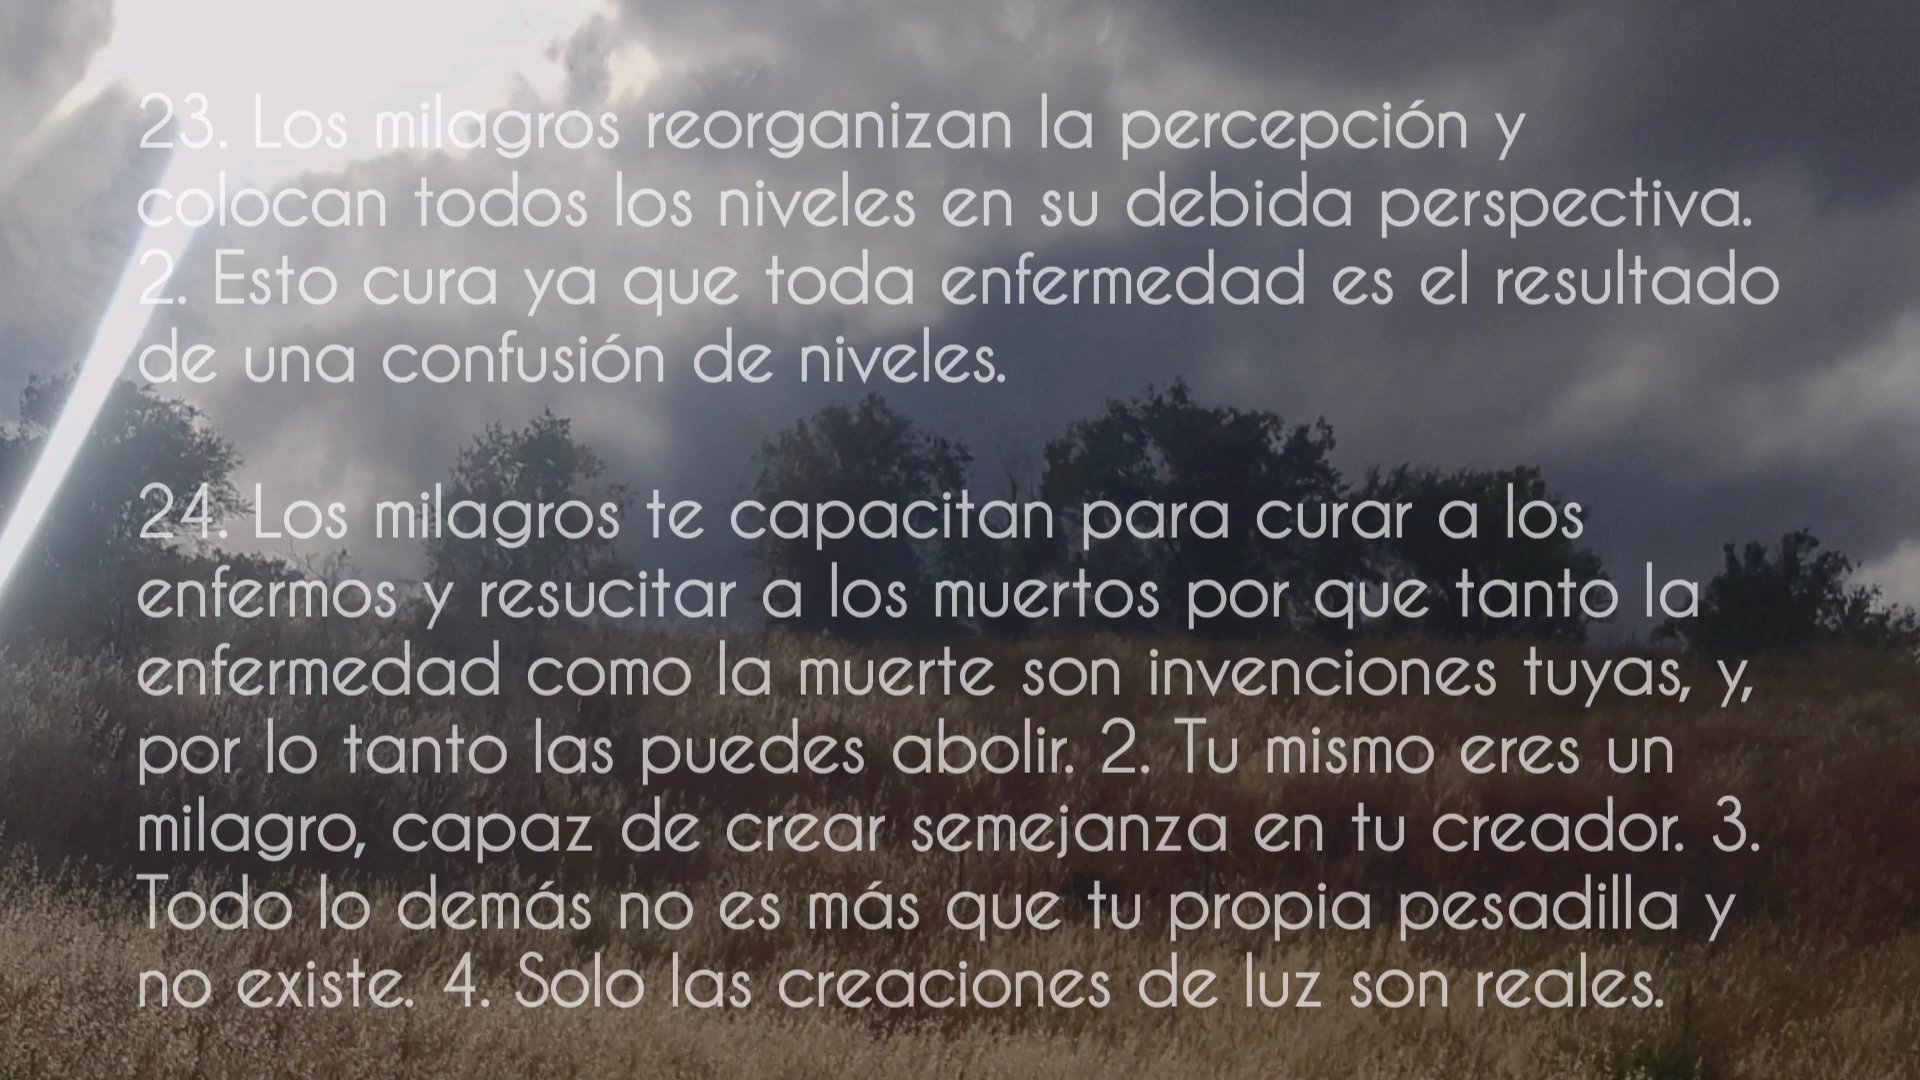 23. Los milagros reorganizan la percepción y
colocan todos los niveles en su debida perspectiva.
2. Esto cura ya que toda enfermedad es el resultado
de una confusión de niveles.
24. Los milagros te capacitan para curar a los
enfermos y resucitar a los muertos por que tanto la
enfermedad como la muerte son invenciones tuyas, y,
por lo tanto las puedes abolir. 2. Tu mismo eres un
milagro, capaz de crear semejanza en tu creador. 3.
Todo lo demás no es más que tu propia pesadilla y
no existe. 4. Solo las creaciones de luz son reales.